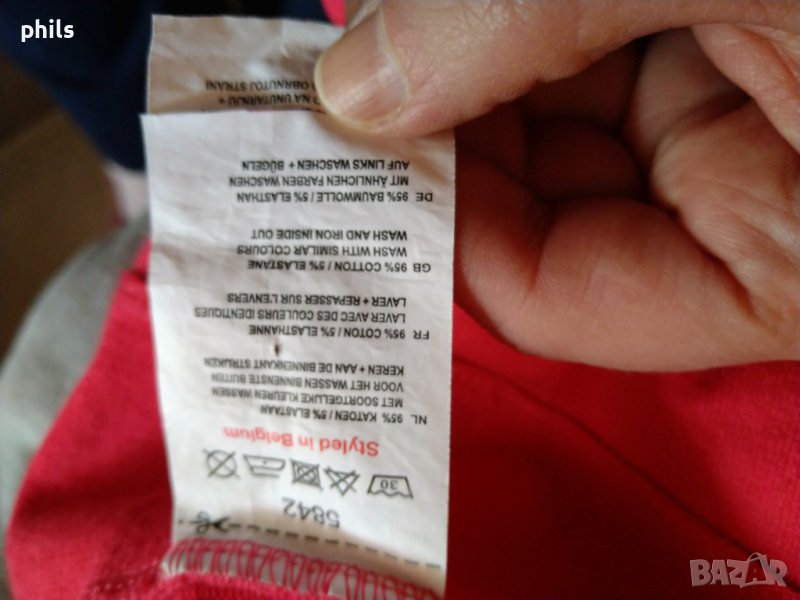 phils
5842
30
Styled in Belgium
NL 95% KATOEN / 5% ELASTAAN
MET SOORTGELIJKE KLEUREN WASSEN
VOOR HET WASSEN BINNENSTE BUITEN
KEREN + AAN DE BINNENKANT STRIJKEN
FR 95% COTON / 5% ELASTHANNE
LAVER AVEC DES COULEURS IDENTIQUES
LAVER + REPASSER SUR L'ENVERS
GB 95% COTTON / 5% ELASTANE
WASH WITH SIMILAR COLOURS
WASH AND IRON INSIDE OUT
DE 95% BAUMWOLLE / 5% ELASTHAN
MIT ÄHNLICHEN FARBEN WASCHEN
AUF LINKS WASCHEN + BÜGELN
NA UNUTARNJU +
OBRNUTOJ STRANI
BAZAR